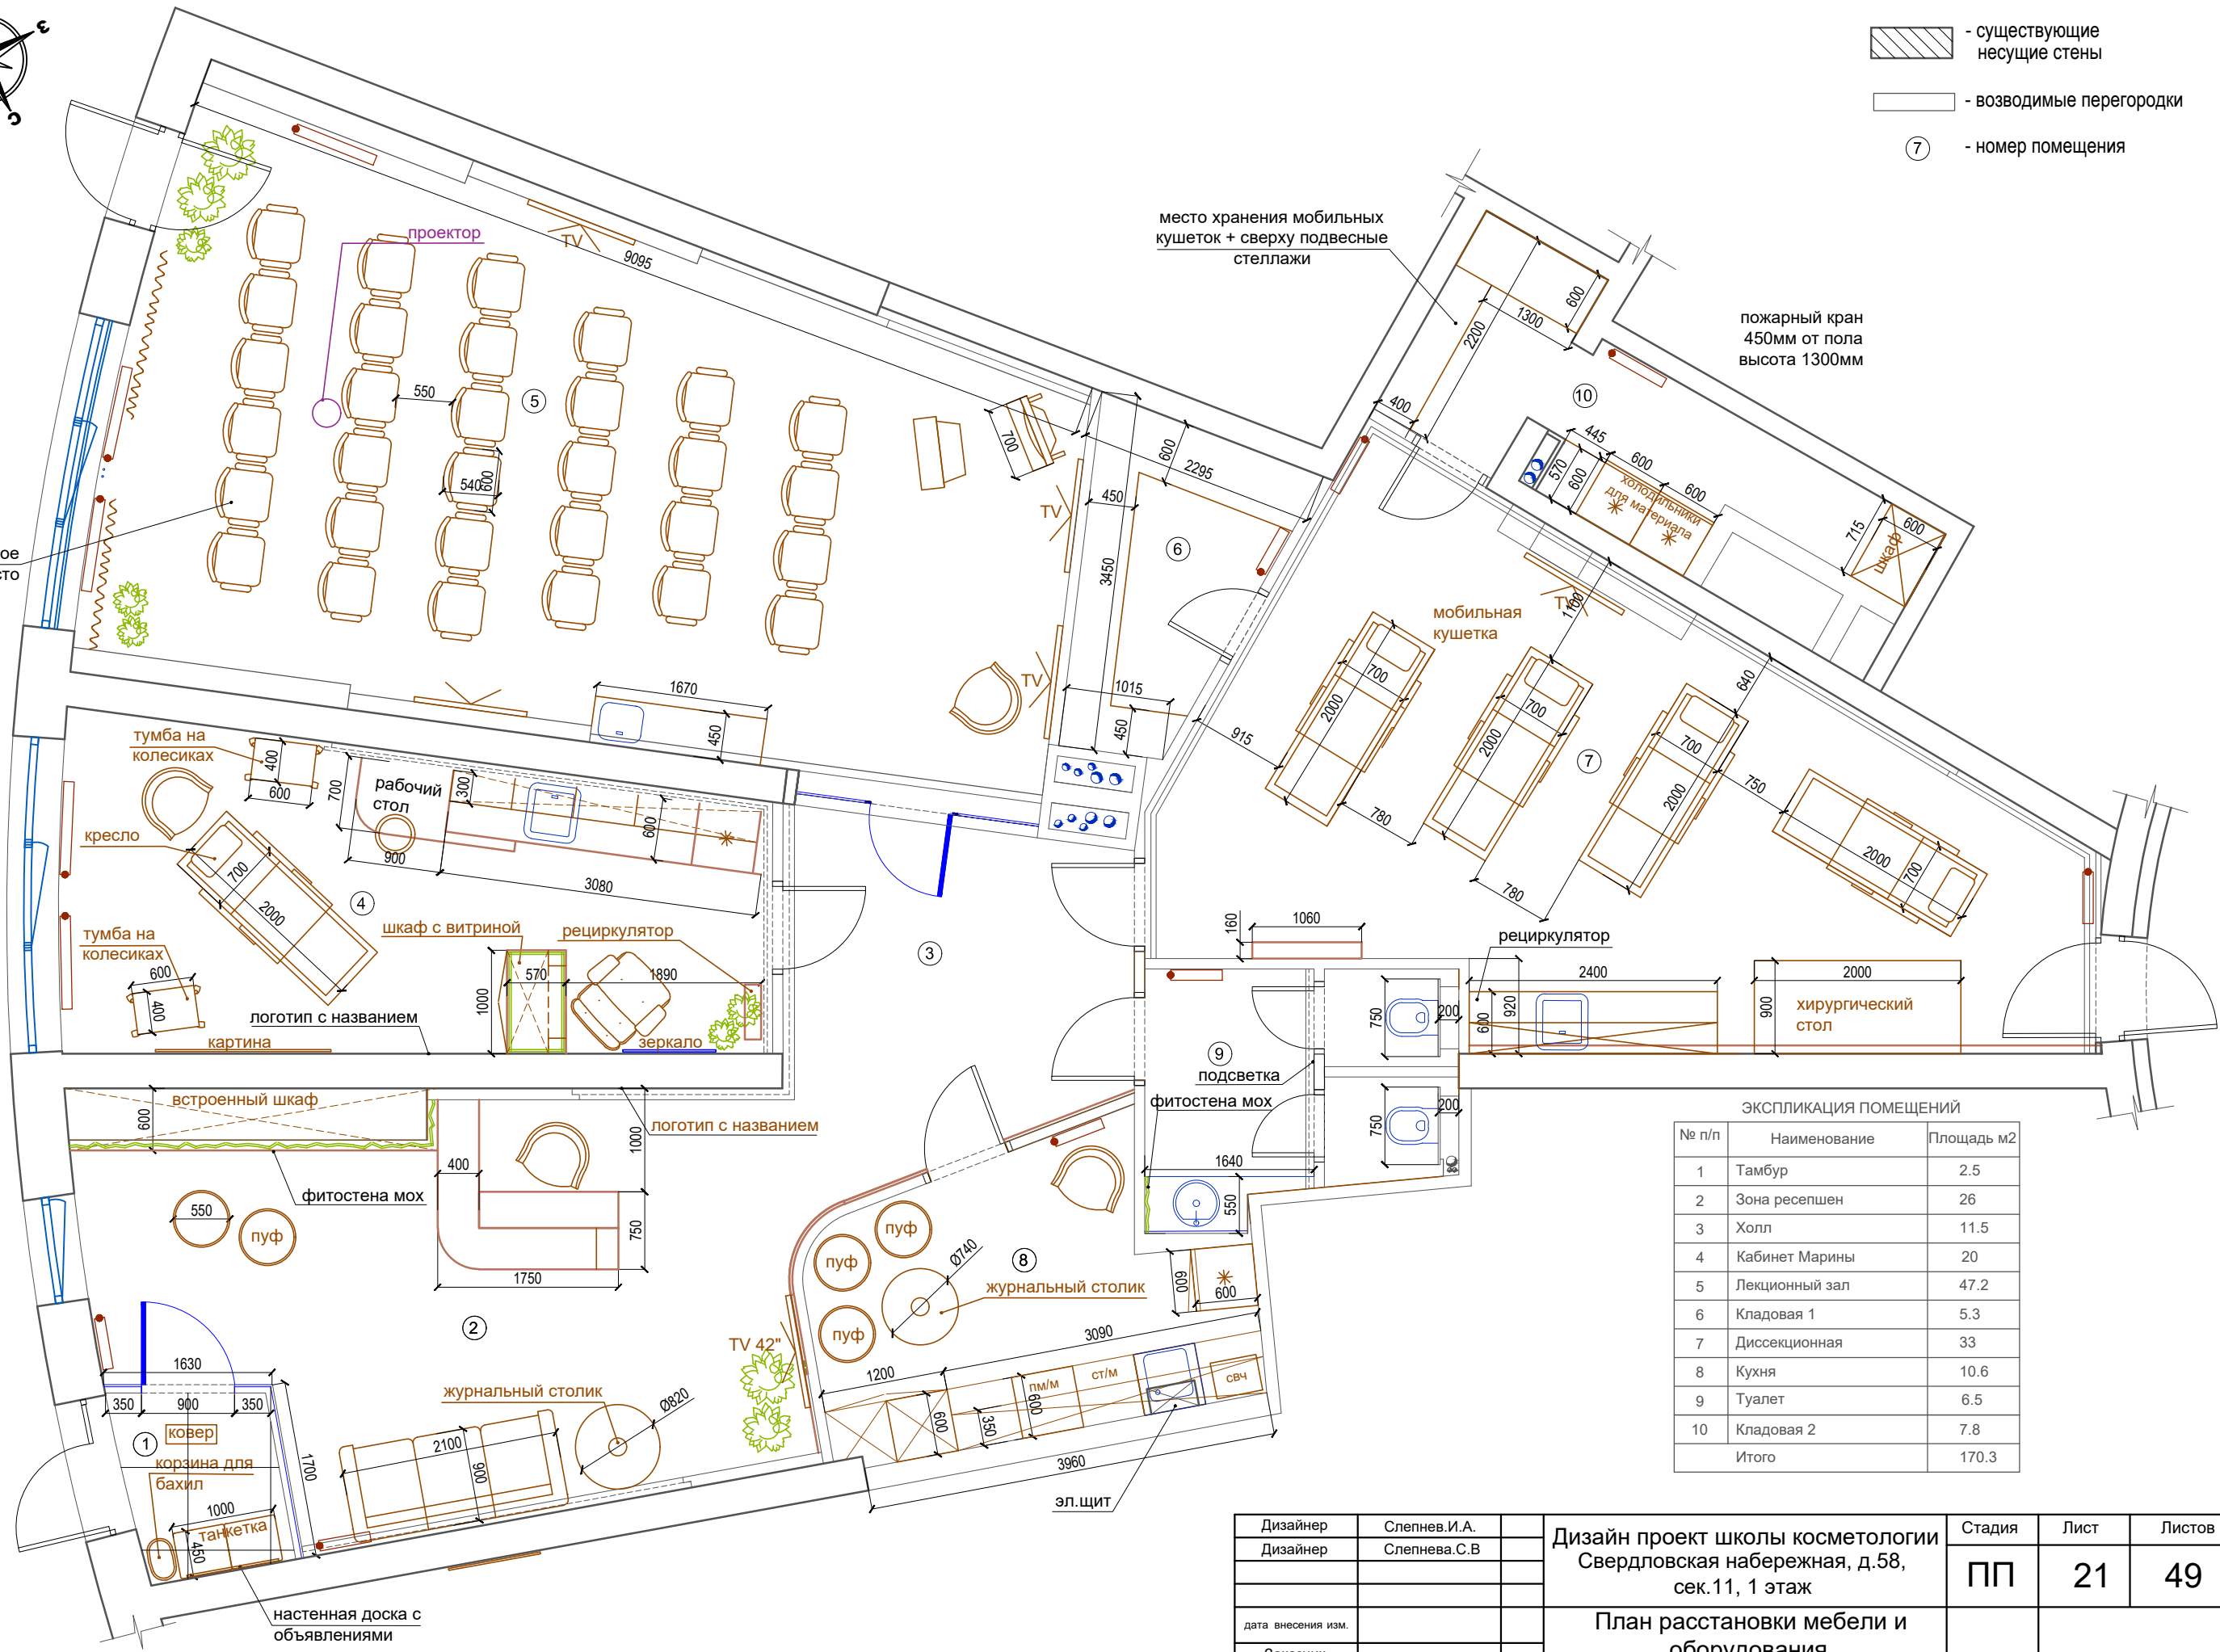 - существующие
несущие стены
- возводимые перегородки
7 - номер помещения
место хранения мобильных
кушеток + сверху подвесные
стеллажи
пожарный кран
450мм от пола
высота 1300мм
з
с
проектор
TV
9095
550
5
540
600
700
TV
TV
450
600
2295
3450
6
1015
450
1670
450
2200
1300
600
400
10
445
570
600
600
600
холодильники
для материала
715
600
шкаф
TV
1100
мобильная
кушетка
700
2000
700
2000
700
2000
640
750
2000
700
7
915
780
780
тумба на
колесиках
400
600
700
рабочий
стол
300
600
900
3080
кресло
700
2000
4
тумба на
колесиках
600
400
шкаф с витриной
рециркулятор
570
1890
1000
логотип с названием
картина
зеркало
3
160
1060
рециркулятор
2400
920
600
2000
900
хирургический
стол
750
200
750
200
9
подсветка
фитостена мох
1640
550
встроенный шкаф
600
логотип с названием
1000
400
фитостена мох
750
1750
550
пуф
2
пуф
пуф
пуф
Ø740
8
журнальный столик
600
600
TV 42"
3090
1200
пм/м
ст/м
свч
600
350
600
3960
эл.щит
1630
350
900
350
1
ковер
корзина для
бахил
1700
1000
танкетка
450
журнальный столик
2100
900
Ø820
настенная доска с
объявлениями
ЭКСПЛИКАЦИЯ ПОМЕЩЕНИЙ
№ п/п Наименование Площадь м2
1 Тамбур 2.5
2 Зона ресепшен 26
3 Холл 11.5
4 Кабинет Марины 20
5 Лекционный зал 47.2
6 Кладовая 1 5.3
7 Диссекционная 33
8 Кухня 10.6
9 Туалет 6.5
10 Кладовая 2 7.8
Итого 170.3
Дизайнер Слепнев.И.А.
Дизайнер Слепнева.С.В
дата внесения изм.
Дизайн проект школы косметологии
Свердловская набережная, д.58,
сек.11, 1 этаж
Стадия Лист Листов
ПП 21 49
План расстановки мебели и
оборудования